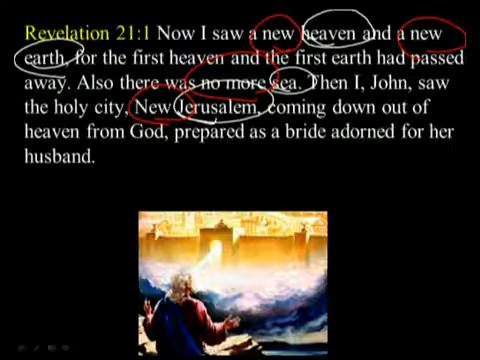 Revelation 21:1 Now I saw a new heaven and a new
earth, for the first heaven and the first earth had passed
away. Also there was no more sea. Then I, John, saw
the holy city, New Jerusalem, coming down out of
heaven from God, prepared as a bride adorned for her
husband.